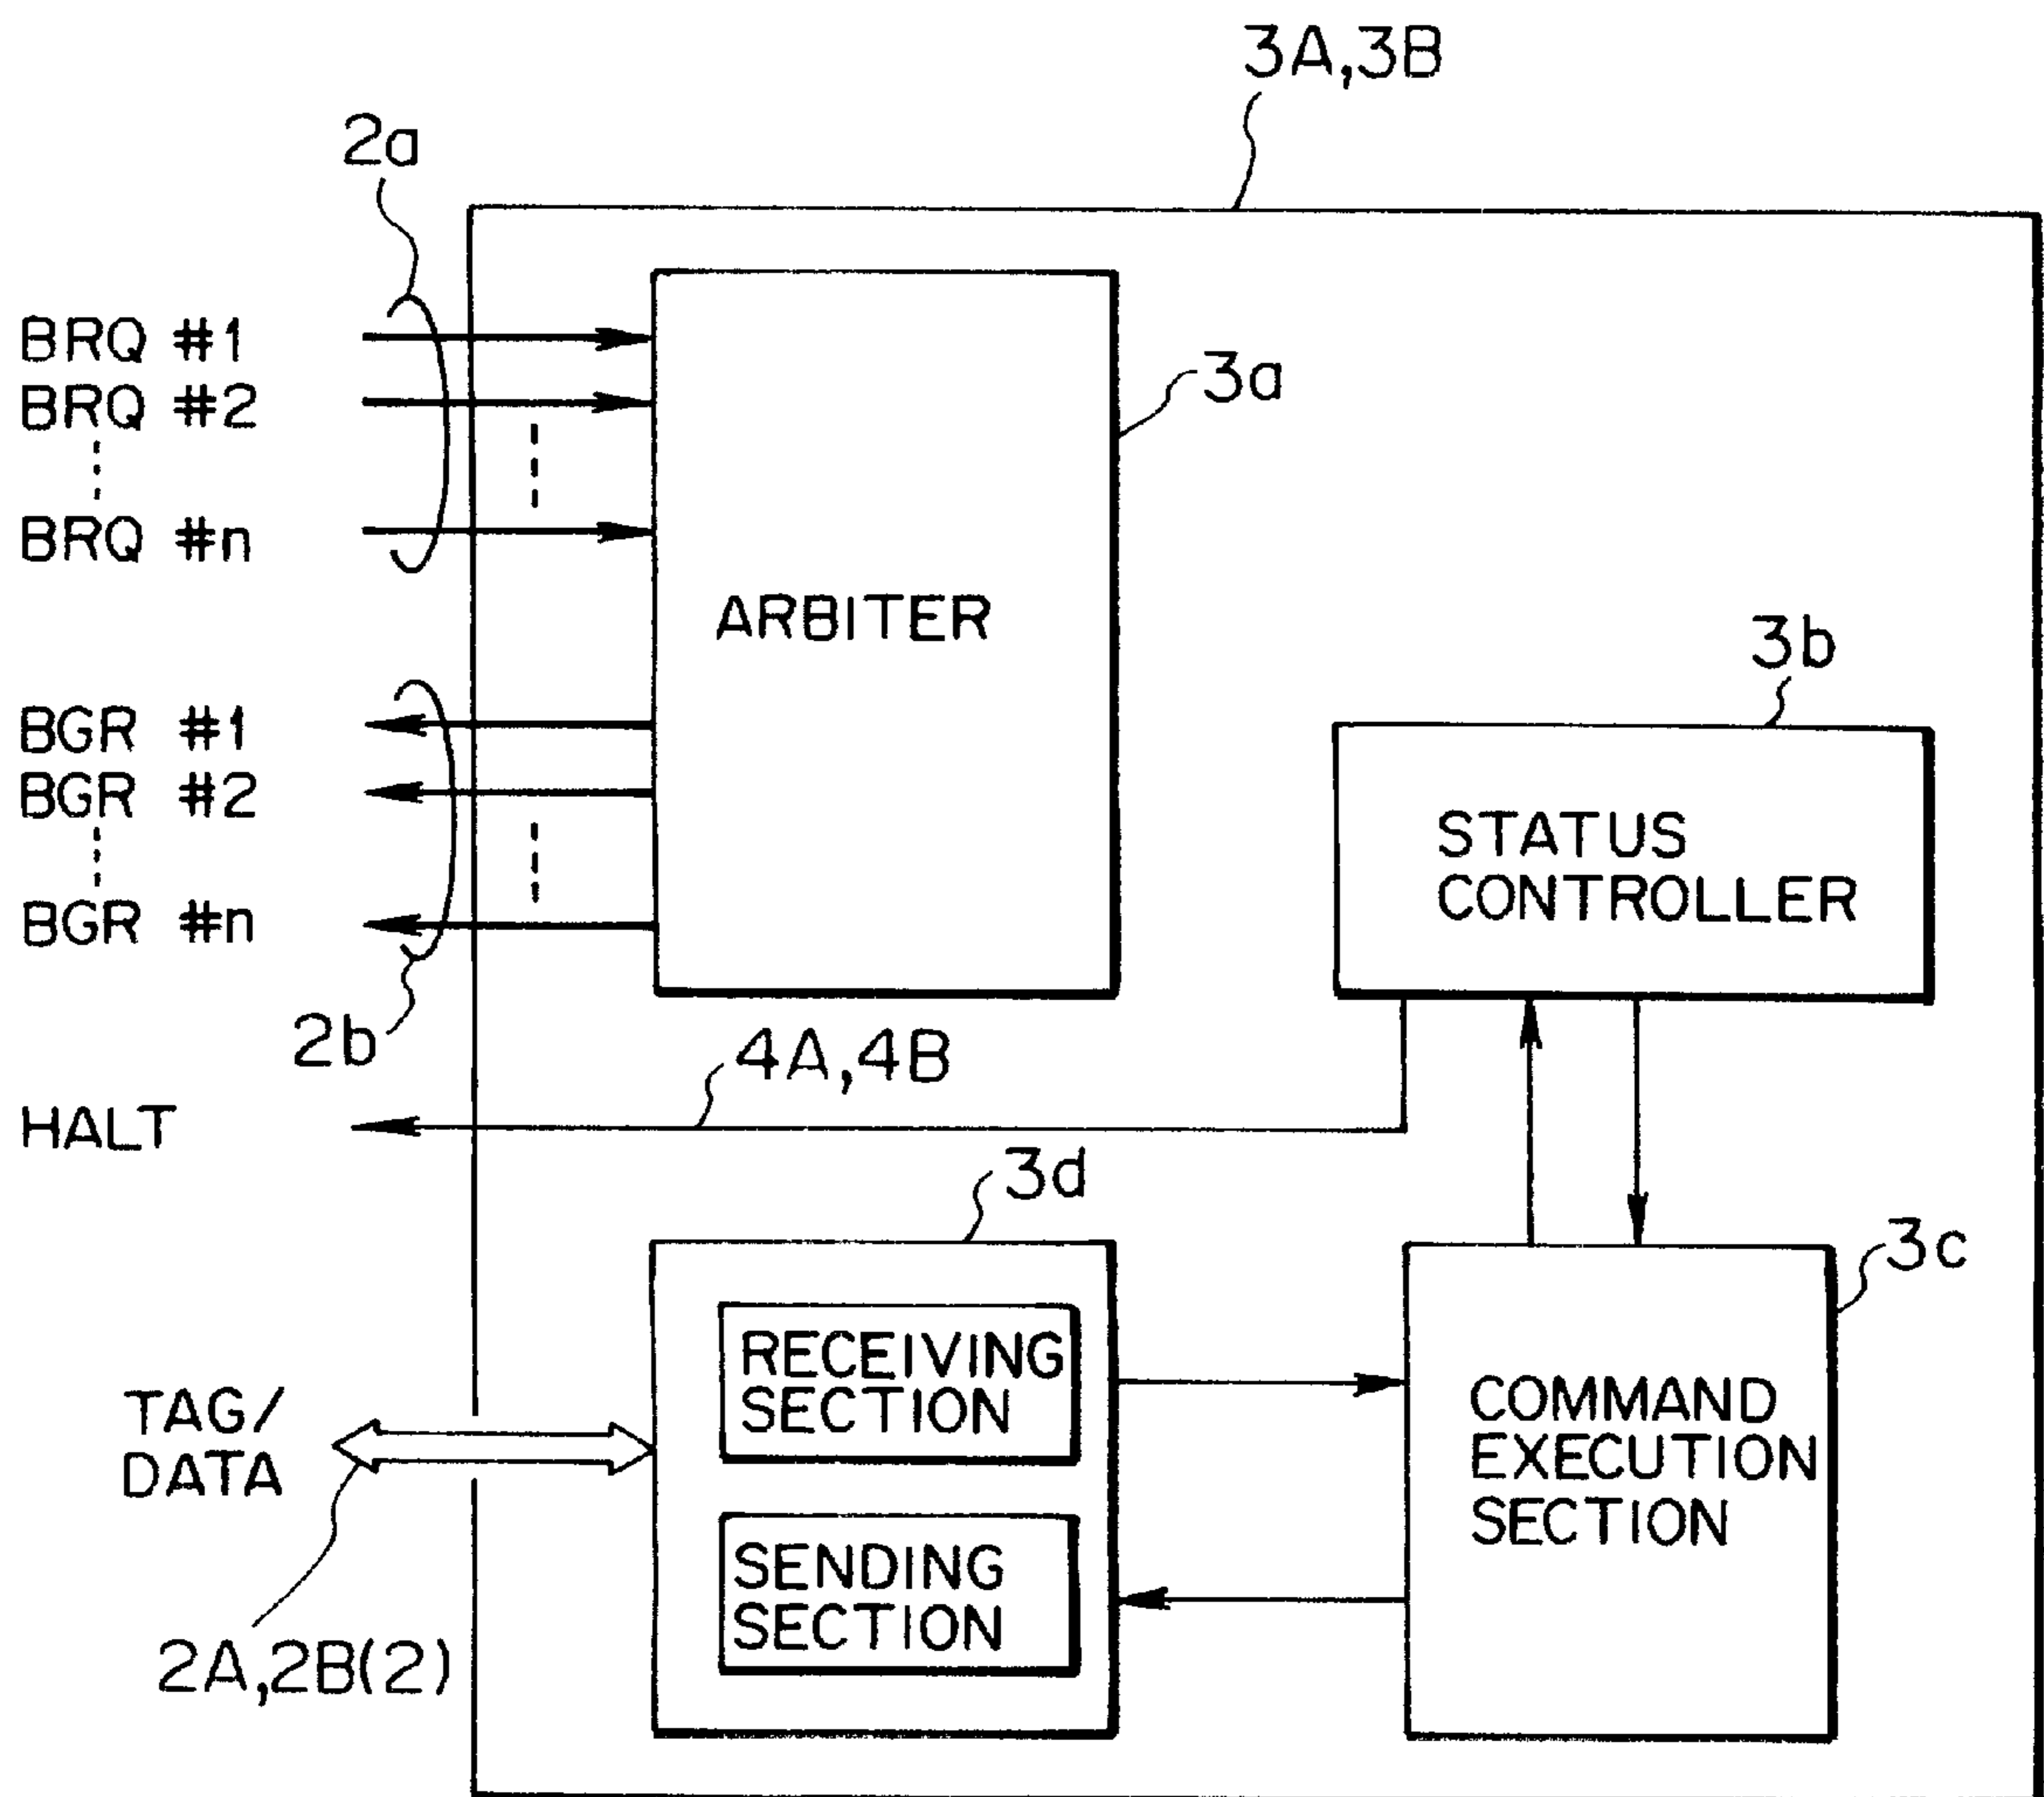 3A,3B
2a
BRQ #1
BRQ #2
BRQ #n
3a
ARBITER
3b
BGR #1
BGR #2
BGR #n
STATUS
CONTROLLER
2b
4A,4B
HALT
3d
3c
RECEIVING
SECTION
TAG/
DATA
COMMAND
EXECUTION
SECTION
SENDING
SECTION
2A,2B(2)